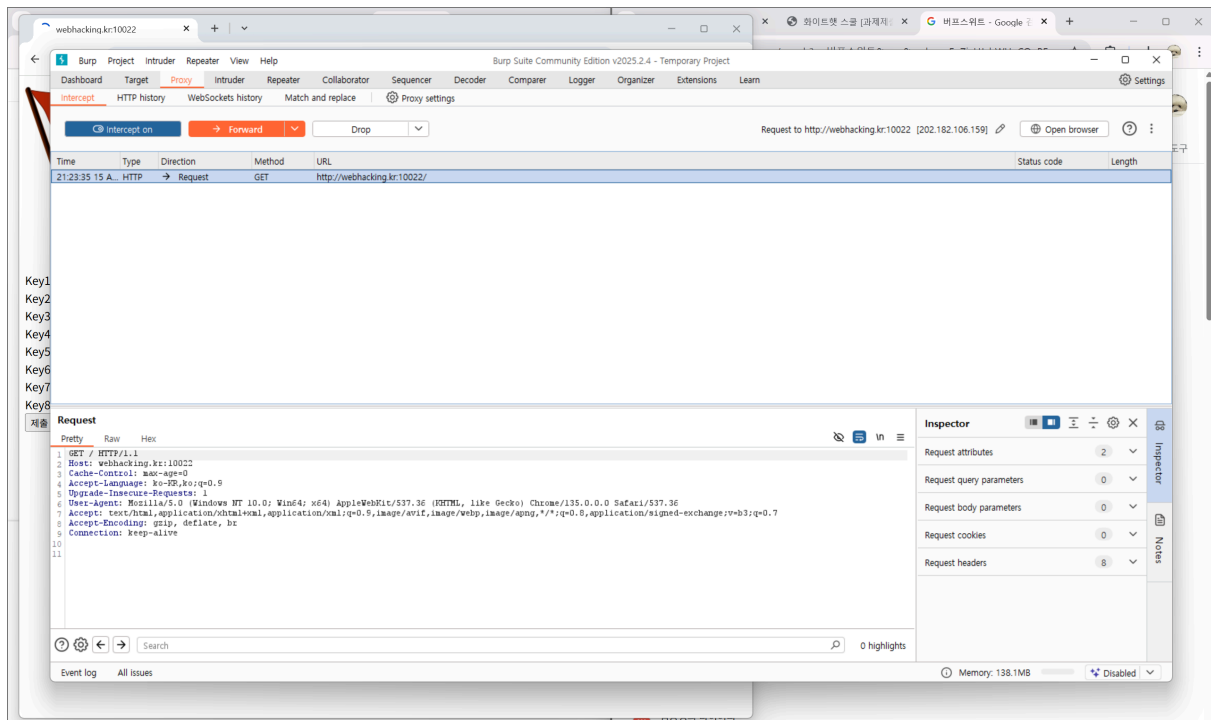 webhacking.kr:10022
화이트햇 스쿨 [과제제
버프스위트 - Google
Burp Project Intruder Repeater View Help
Burp Suite Community Edition v2025.2.4 - Temporary Project
Dashboard Target Proxy Intruder Repeater Collaborator Sequencer Decoder Comparer Logger Organizer Extensions Learn
Settings
Intercept HTTP history WebSockets history Match and replace Proxy settings
Intercept on Forward Drop
Request to http://webhacking.kr:10022 [202.182.106.159] Open browser
도구
Time Type Direction Method URL Status code Length
21:23:35 15 A... HTTP → Request GET http://webhacking.kr:10022/
Key1
Key2
Key3
Key4
Key5
Key6
Key7
Key8
제출
Request
Pretty Raw Hex
\n
1 GET / HTTP/1.1
2 Host: webhacking.kr:10022
3 Cache-Control: max-age=0
4 Accept-Language: ko-KR,ko;q=0.9
5 Upgrade-Insecure-Requests: 1
6 User-Agent: Mozilla/5.0 (Windows NT 10.0; Win64; x64) AppleWebKit/537.36 (KHTML, like Gecko) Chrome/135.0.0.0 Safari/537.36
7 Accept: text/html,application/xhtml+xml,application/xml;q=0.9,image/avif,image/webp,image/apng,*/*;q=0.8,application/signed-exchange;v=b3;q=0.7
8 Accept-Encoding: gzip, deflate, br
9 Connection: keep-alive
10
11
Inspector
Request attributes 2
Request query parameters 0
Request body parameters 0
Request cookies 0
Request headers 8
Inspector
Notes
Search
0 highlights
Event log All issues
Memory: 138.1MB
Disabled